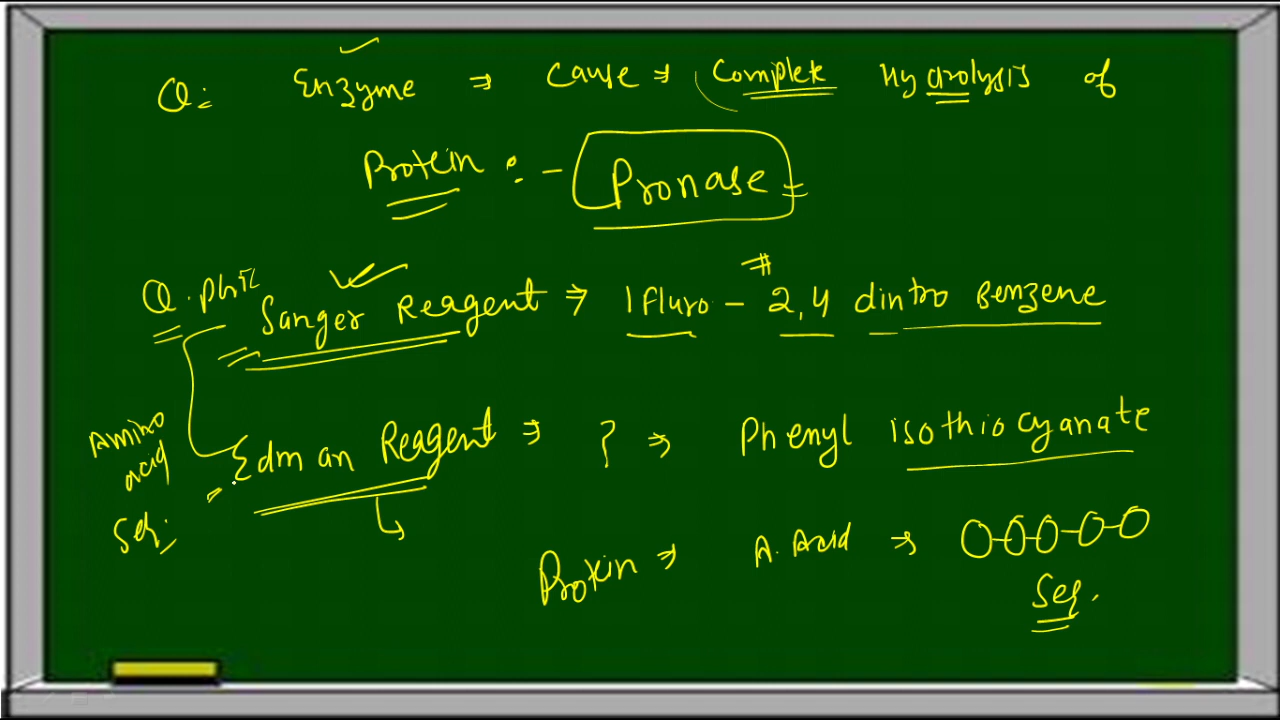 Q: Enzyme ⇒ Cause ⇒ Complete Hydrolysis of
Protein :- Pronase
Q. Sanger Reagent ⇒ 1 fluro - 2,4 dintro Benzene
Amino acid Seq. Edman Reagent ⇒ ? ⇒ Phenyl isothiocyanate
Protein ⇒ A. Acid ⇒ O-O-O-O-O
Seq.